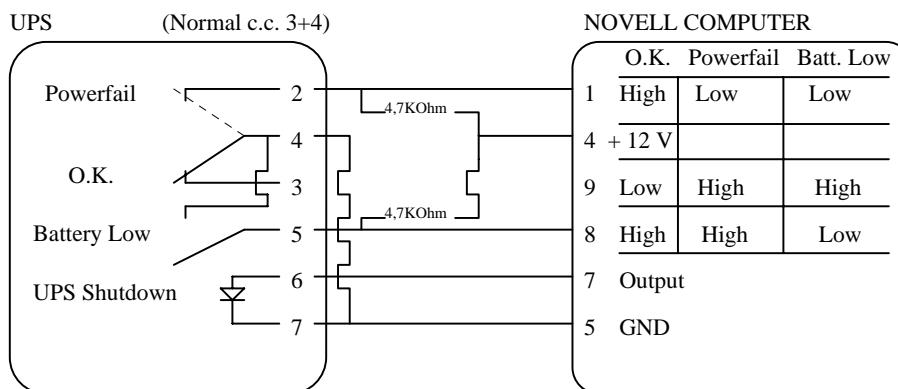 UPS (Normal c.c. 3+4) NOVELL COMPUTER
O.K. Powerfail Batt. Low
Powerfail 2 1 High Low Low
4,7KOhm
4 4 + 12 V
O.K. 3 9 Low High High
4,7KOhm
Battery Low 5 8 High High Low
UPS Shutdown 6 7 Output
7 5 GND